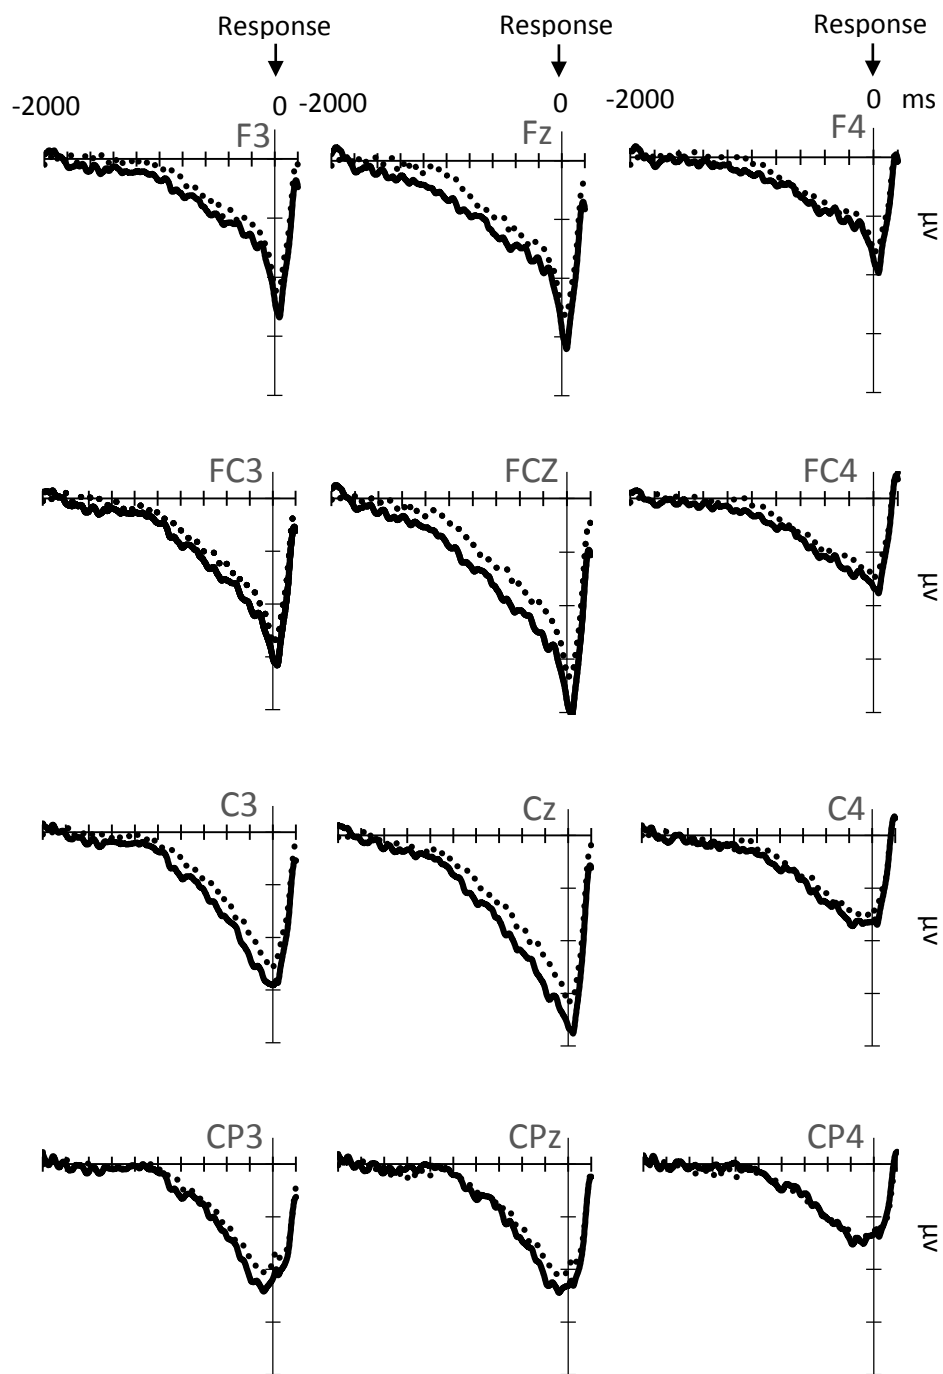 Response Response Response
-2000 0 -2000 0 -2000 0 ms
F3 Fz F4
μv
FC3 FCZ FC4
μv
C3 Cz C4
μv
CP3 CPz CP4
μv